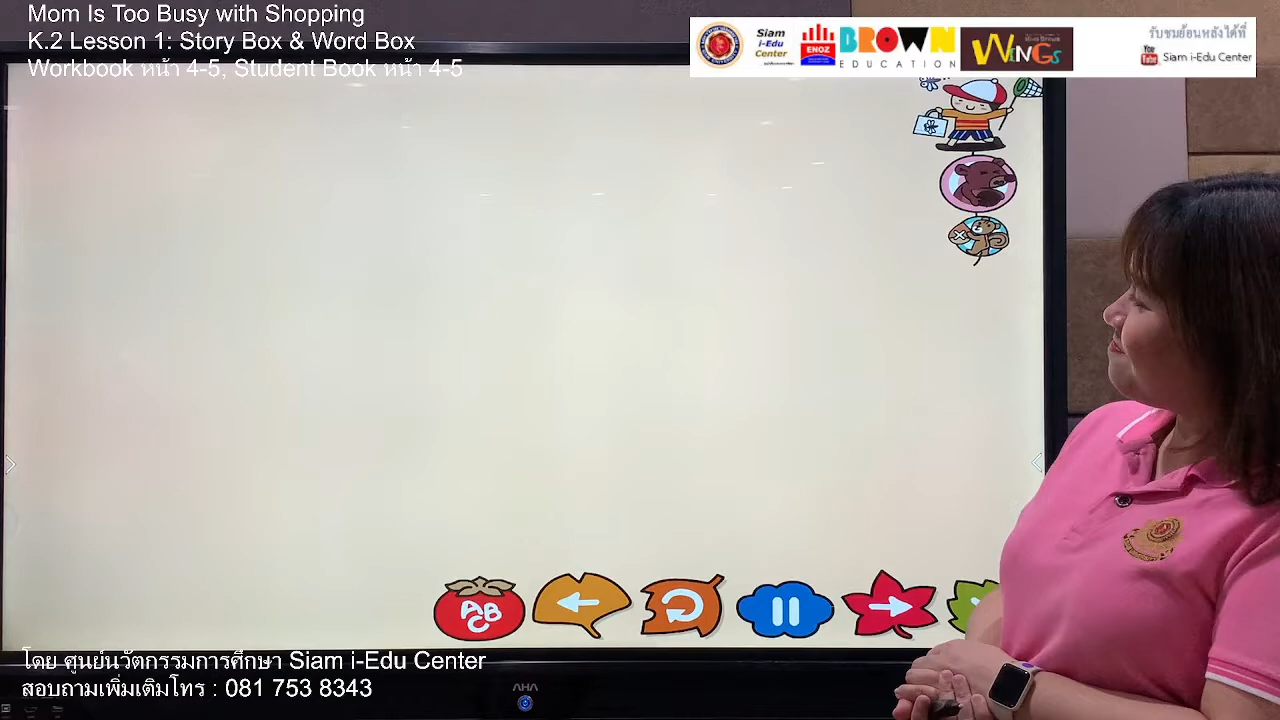 Mom Is Too Busy with Shopping
K.2 Lesson 1: Story Box & Word Box
Workbook หน้า 4-5, Student Book หน้า 4-5
Siam
i-Edu
Center
ENOZ
BROWN
EDUCATION
WINGS
รับชมย้อนหลังได้ที่
You
Tube
Siam i-Edu Center
ABC
โดย ศูนย์นวัตกรรมการศึกษา Siam i-Edu Center
สอบถามเพิ่มเติมโทร : 081 753 8343
AHA